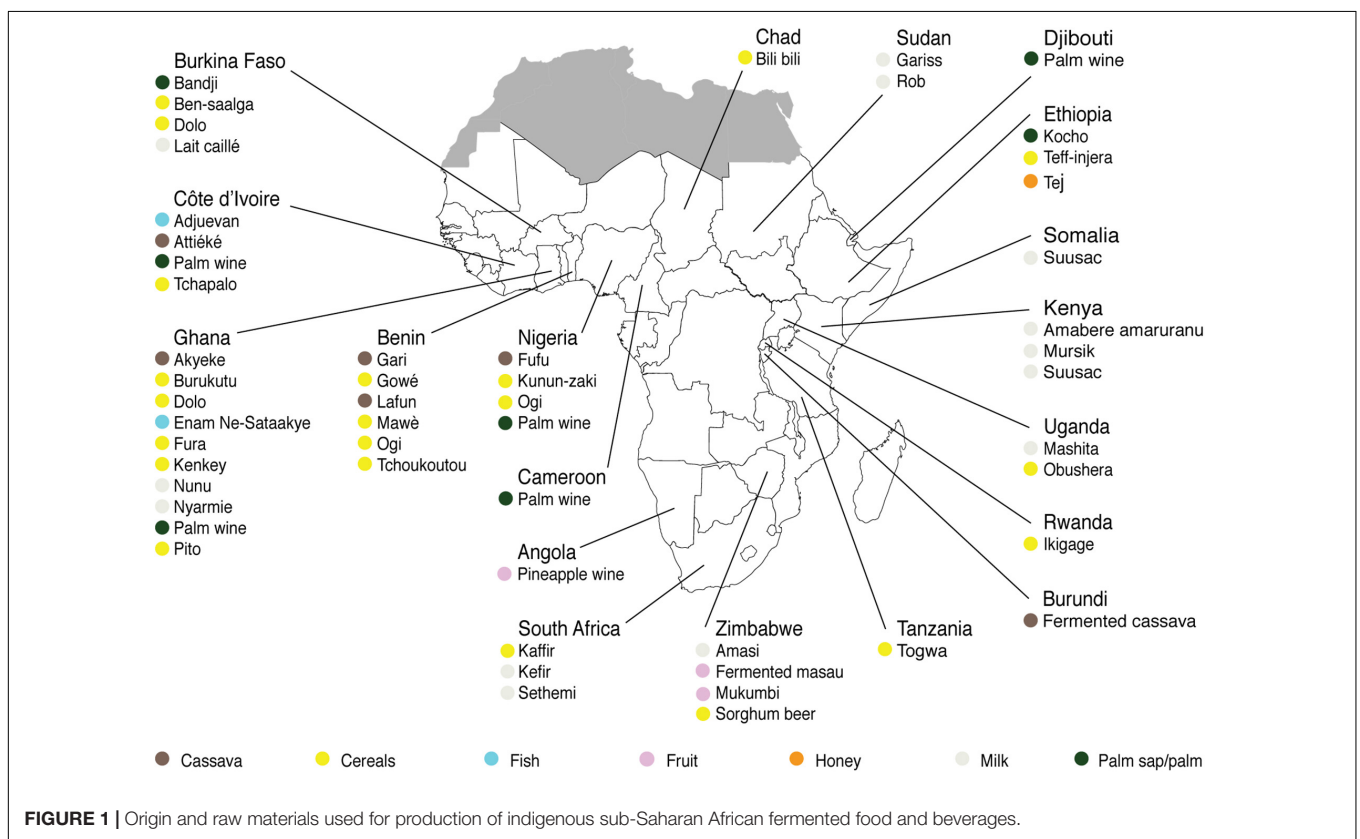 Chad
Bili bili
Sudan
Gariss
Rob
Djibouti
Palm wine
Burkina Faso
Bandji
Ben-saalga
Dolo
Lait caillé
Ethiopia
Kocho
Teff-injera
Tej
Côte d'Ivoire
Adjuevan
Attiéké
Palm wine
Tchapalo
Somalia
Suusac
Kenya
Amabere amaruranu
Mursik
Suusac
Ghana
Akyeke
Burukutu
Dolo
Enam Ne-Sataakye
Fura
Kenkey
Nunu
Nyarmie
Palm wine
Pito
Benin
Gari
Gowé
Lafun
Mawè
Ogi
Tchoukoutou
Nigeria
Fufu
Kunun-zaki
Ogi
Palm wine
Cameroon
Palm wine
Angola
Pineapple wine
Uganda
Mashita
Obushera
Rwanda
Ikigage
Burundi
Fermented cassava
South Africa
Kaffir
Kefir
Sethemi
Zimbabwe
Amasi
Fermented masau
Mukumbi
Sorghum beer
Tanzania
Togwa
Cassava
Cereals
Fish
Fruit
Honey
Milk
Palm sap/palm
FIGURE 1 | Origin and raw materials used for production of indigenous sub-Saharan African fermented food and beverages.